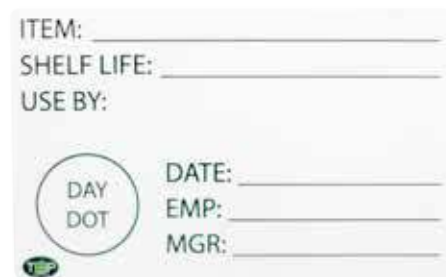 ITEM:
SHELF LIFE:
USE BY:
DAY
DOT
DATE:
EMP:
MGR: